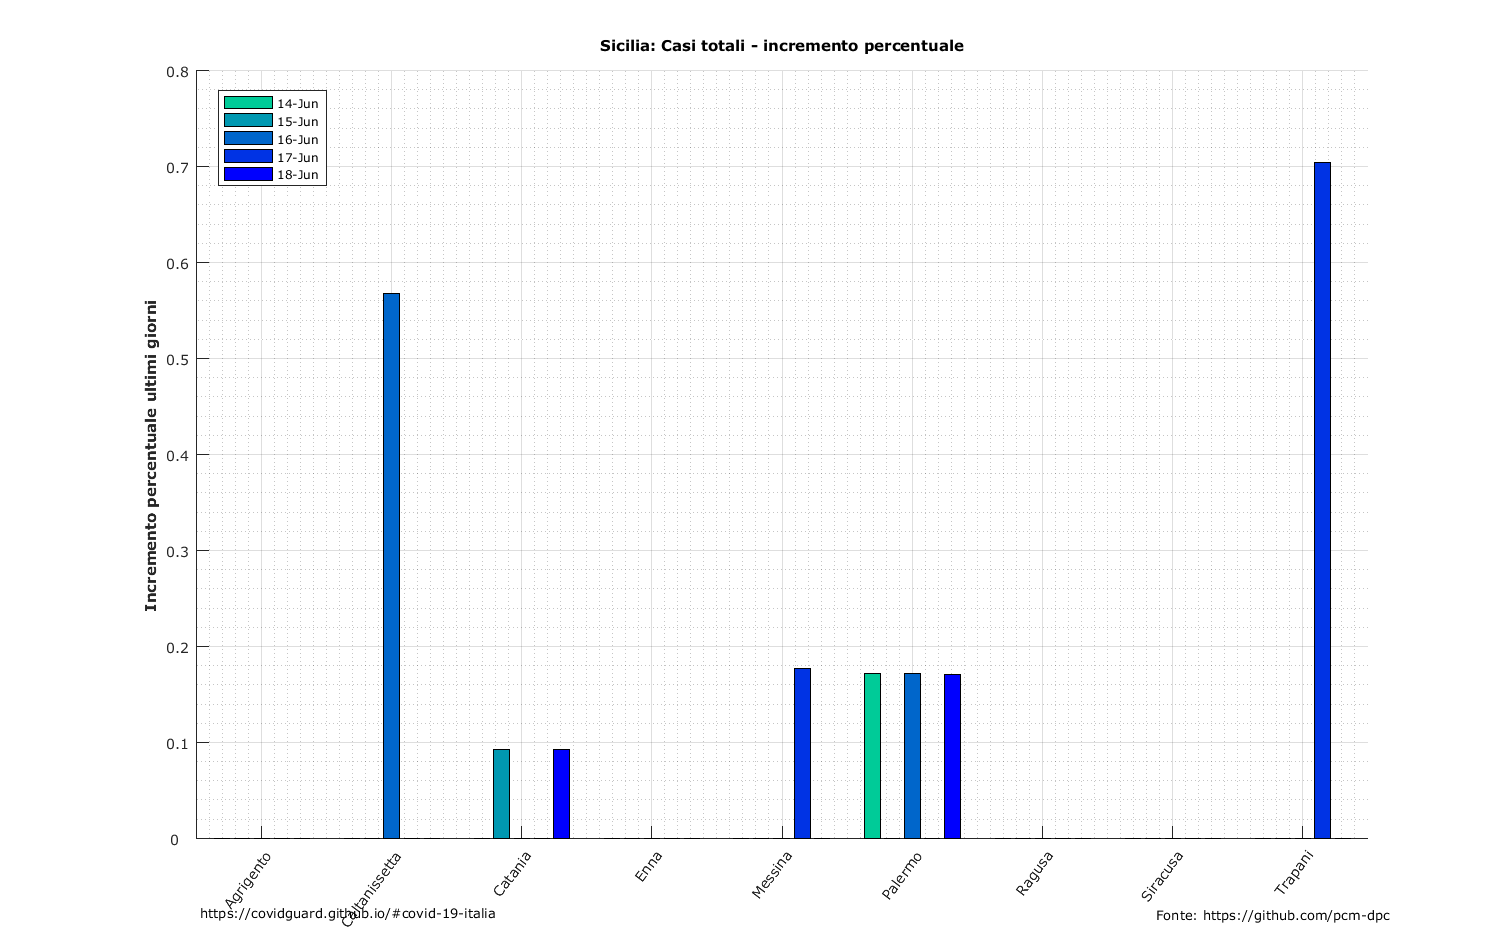 Sicilia: Casi totali - incremento percentuale
0.8
0.7
0.6
0.5
0.4
0.3
0.2
0.1
0
Incremento percentuale ultimi giorni
14-Jun
15-Jun
16-Jun
17-Jun
18-Jun
Agrigento
Caltanissetta
Catania
Enna
Messina
Palermo
Ragusa
Siracusa
Trapani
https://covidguard.github.io/#covid-19-italia
Fonte: https://github.com/pcm-dpc